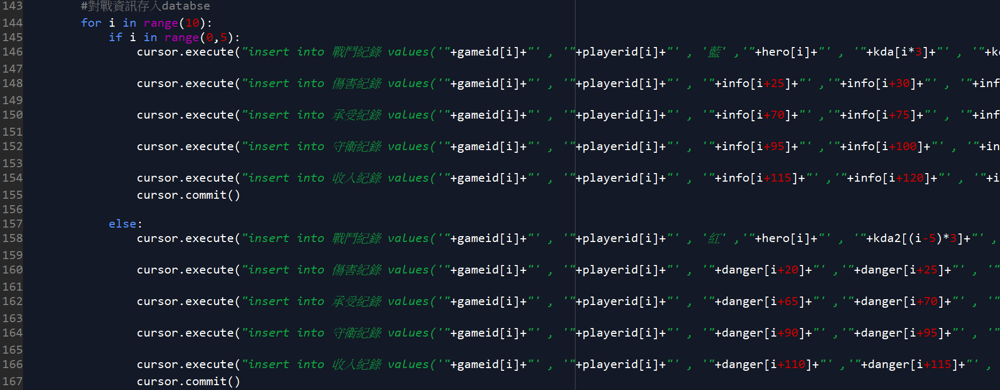 143 #對戰資訊存入databse
144 for i in range(10):
145 if i in range(0,5):
146 cursor.execute("insert into 戰鬥紀錄 values('"+gameid[i]+"' , '"+playerid[i]+"' , '藍' ,'"+hero[i]+"' , '"+kda[i*3]+"' , '"+k
147
148 cursor.execute("insert into 傷害紀錄 values('"+gameid[i]+"' , '"+playerid[i]+"' , '"+info[i+25]+"' ,'"+info[i+30]+"' , '"+inf
149
150 cursor.execute("insert into 承受紀錄 values('"+gameid[i]+"' , '"+playerid[i]+"' , '"+info[i+70]+"' ,'"+info[i+75]+"' , '"+inf
151
152 cursor.execute("insert into 守衛紀錄 values('"+gameid[i]+"' , '"+playerid[i]+"' , '"+info[i+95]+"' ,'"+info[i+100]+"' , '"+in
153
154 cursor.execute("insert into 收入紀錄 values('"+gameid[i]+"' , '"+playerid[i]+"' , '"+info[i+115]+"' ,'"+info[i+120]+"' , '"+i
155 cursor.commit()
156
157 else:
158 cursor.execute("insert into 戰鬥紀錄 values('"+gameid[i]+"' , '"+playerid[i]+"' , '紅' ,'"+hero[i]+"' , '"+kda2[(i-5)*3]+"' ,
159
160 cursor.execute("insert into 傷害紀錄 values('"+gameid[i]+"' , '"+playerid[i]+"' , '"+danger[i+20]+"' ,'"+danger[i+25]+"' , '"
161
162 cursor.execute("insert into 承受紀錄 values('"+gameid[i]+"' , '"+playerid[i]+"' , '"+danger[i+65]+"' ,'"+danger[i+70]+"' , '"
163
164 cursor.execute("insert into 守衛紀錄 values('"+gameid[i]+"' , '"+playerid[i]+"' , '"+danger[i+90]+"' ,'"+danger[i+95]+"' , '"
165
166 cursor.execute("insert into 收入紀錄 values('"+gameid[i]+"' , '"+playerid[i]+"' , '"+danger[i+110]+"' ,'"+danger[i+115]+"' ,
167 cursor.commit()